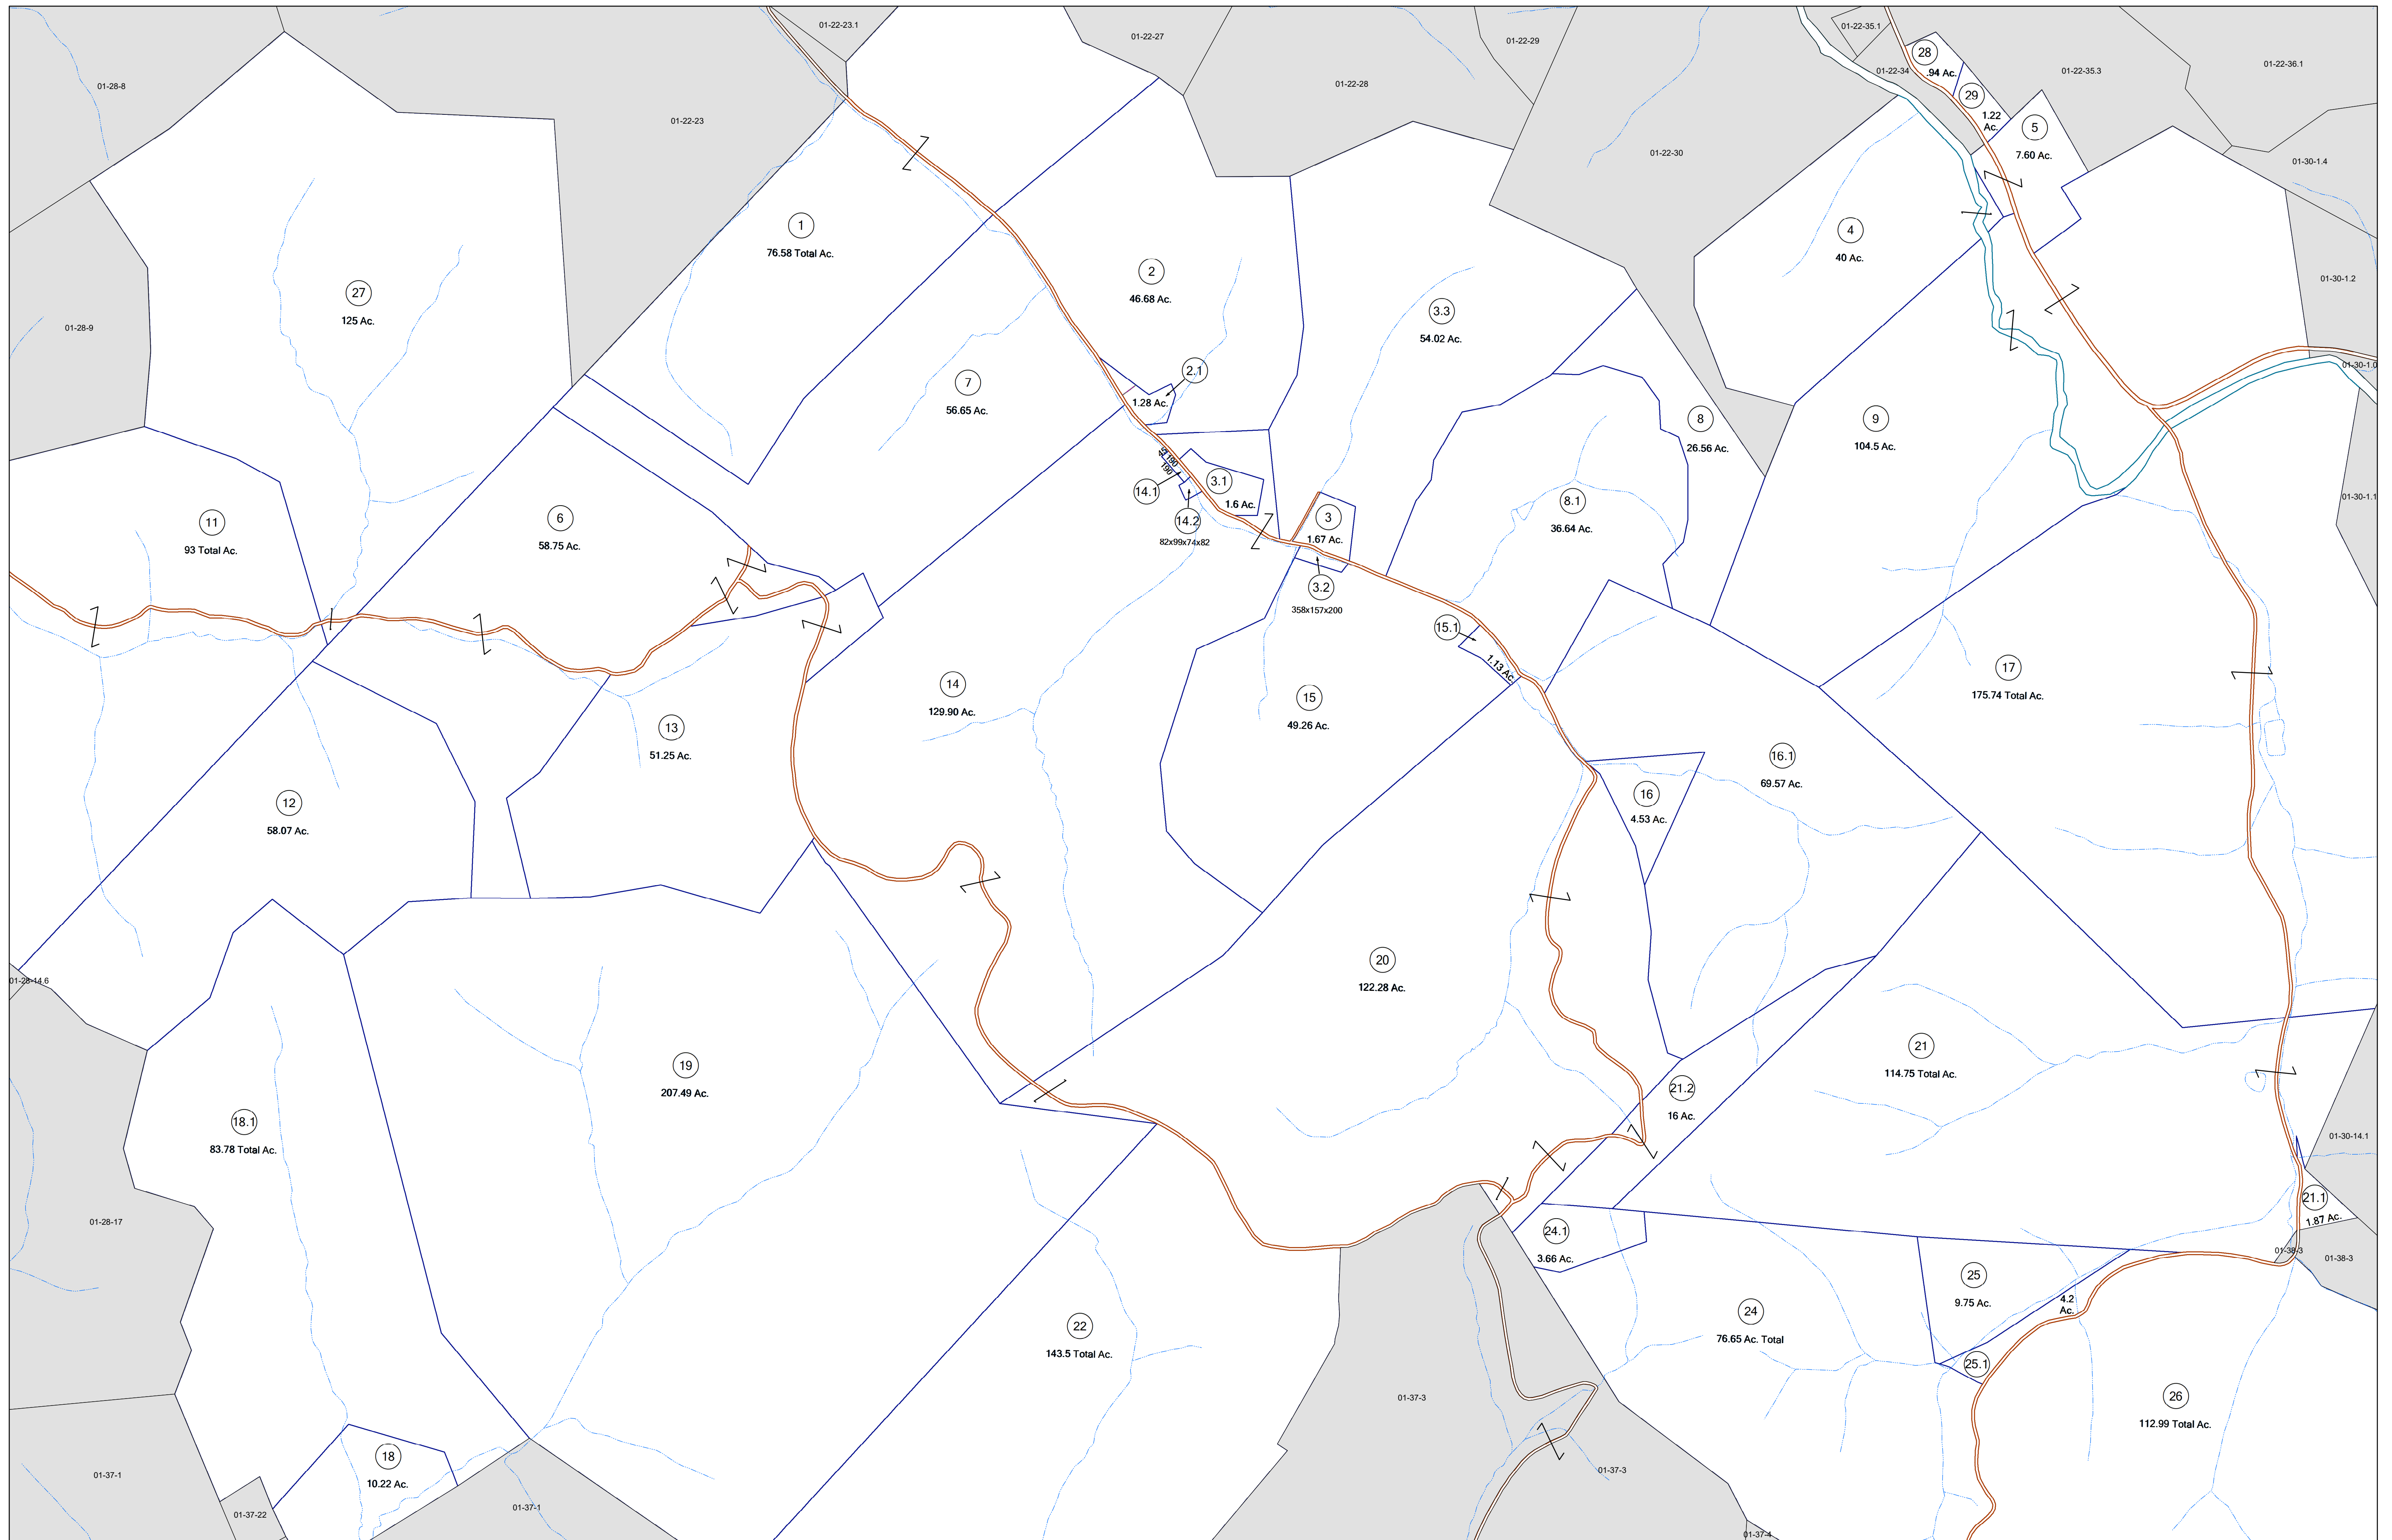 01-22-23.1
01-22-27
01-22-29
01-22-35.1
28
.94 Ac.
01-22-34
01-22-35.3
01-22-36.1
01-28-8
01-22-28
29
1.22
Ac.
01-22-23
5
7.60 Ac.
01-22-30
01-30-1.4
1
76.58 Total Ac.
4
40 Ac.
2
46.68 Ac.
01-30-1.2
27
125 Ac.
3.3
54.02 Ac.
01-28-9
2.1
1.28 Ac.
01-30-1.0
7
56.65 Ac.
8
26.56 Ac.
9
104.5 Ac.
190
190
14.1
3.1
1.6 Ac.
01-30-1.1
8.1
36.64 Ac.
11
93 Total Ac.
6
58.75 Ac.
14.2
82x99x74x82
3
1.67 Ac.
3.2
358x157x200
15.1
1.13 Ac.
17
175.74 Total Ac.
14
129.90 Ac.
15
49.26 Ac.
13
51.25 Ac.
16.1
69.57 Ac.
16
4.53 Ac.
12
58.07 Ac.
20
122.28 Ac.
01-28-14.6
21
114.75 Total Ac.
19
207.49 Ac.
21.2
16 Ac.
18.1
83.78 Total Ac.
01-30-14.1
21.1
1.87 Ac.
01-28-17
24.1
3.66 Ac.
01-38-3
01-38-3
25
9.75 Ac.
4.2
Ac.
24
76.65 Ac. Total
22
143.5 Total Ac.
25.1
01-37-3
26
112.99 Total Ac.
18
10.22 Ac.
01-37-1
01-37-3
01-37-22
01-37-1
01-37-4